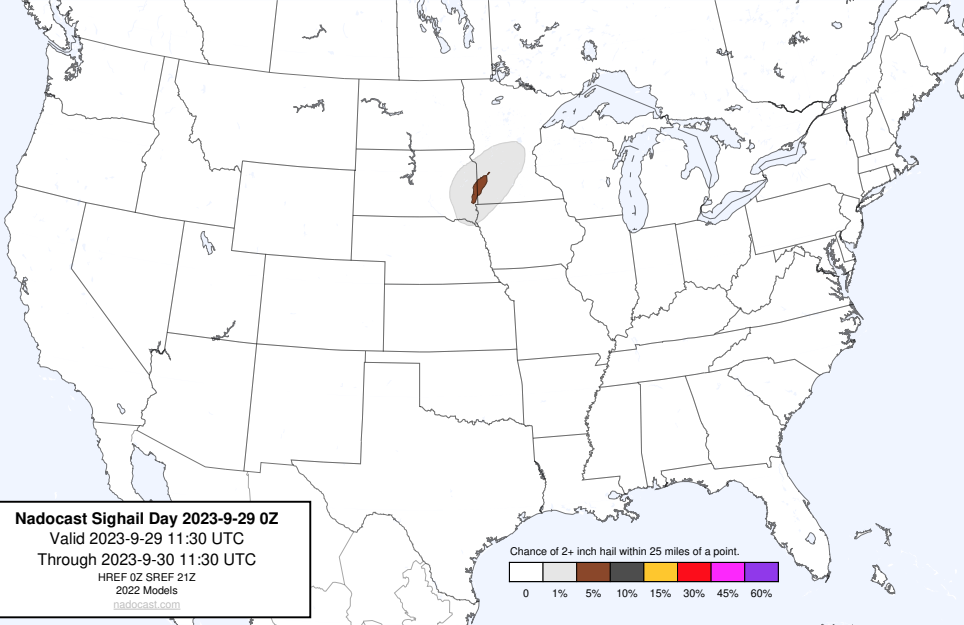 Nadocast Sighail Day 2023-9-29 0Z
Valid 2023-9-29 11:30 UTC
Through 2023-9-30 11:30 UTC
HREF 0Z SREF 21Z
2022 Models
nadocast.com
Chance of 2+ inch hail within 25 miles of a point.
0 1% 5% 10% 15% 30% 45% 60%